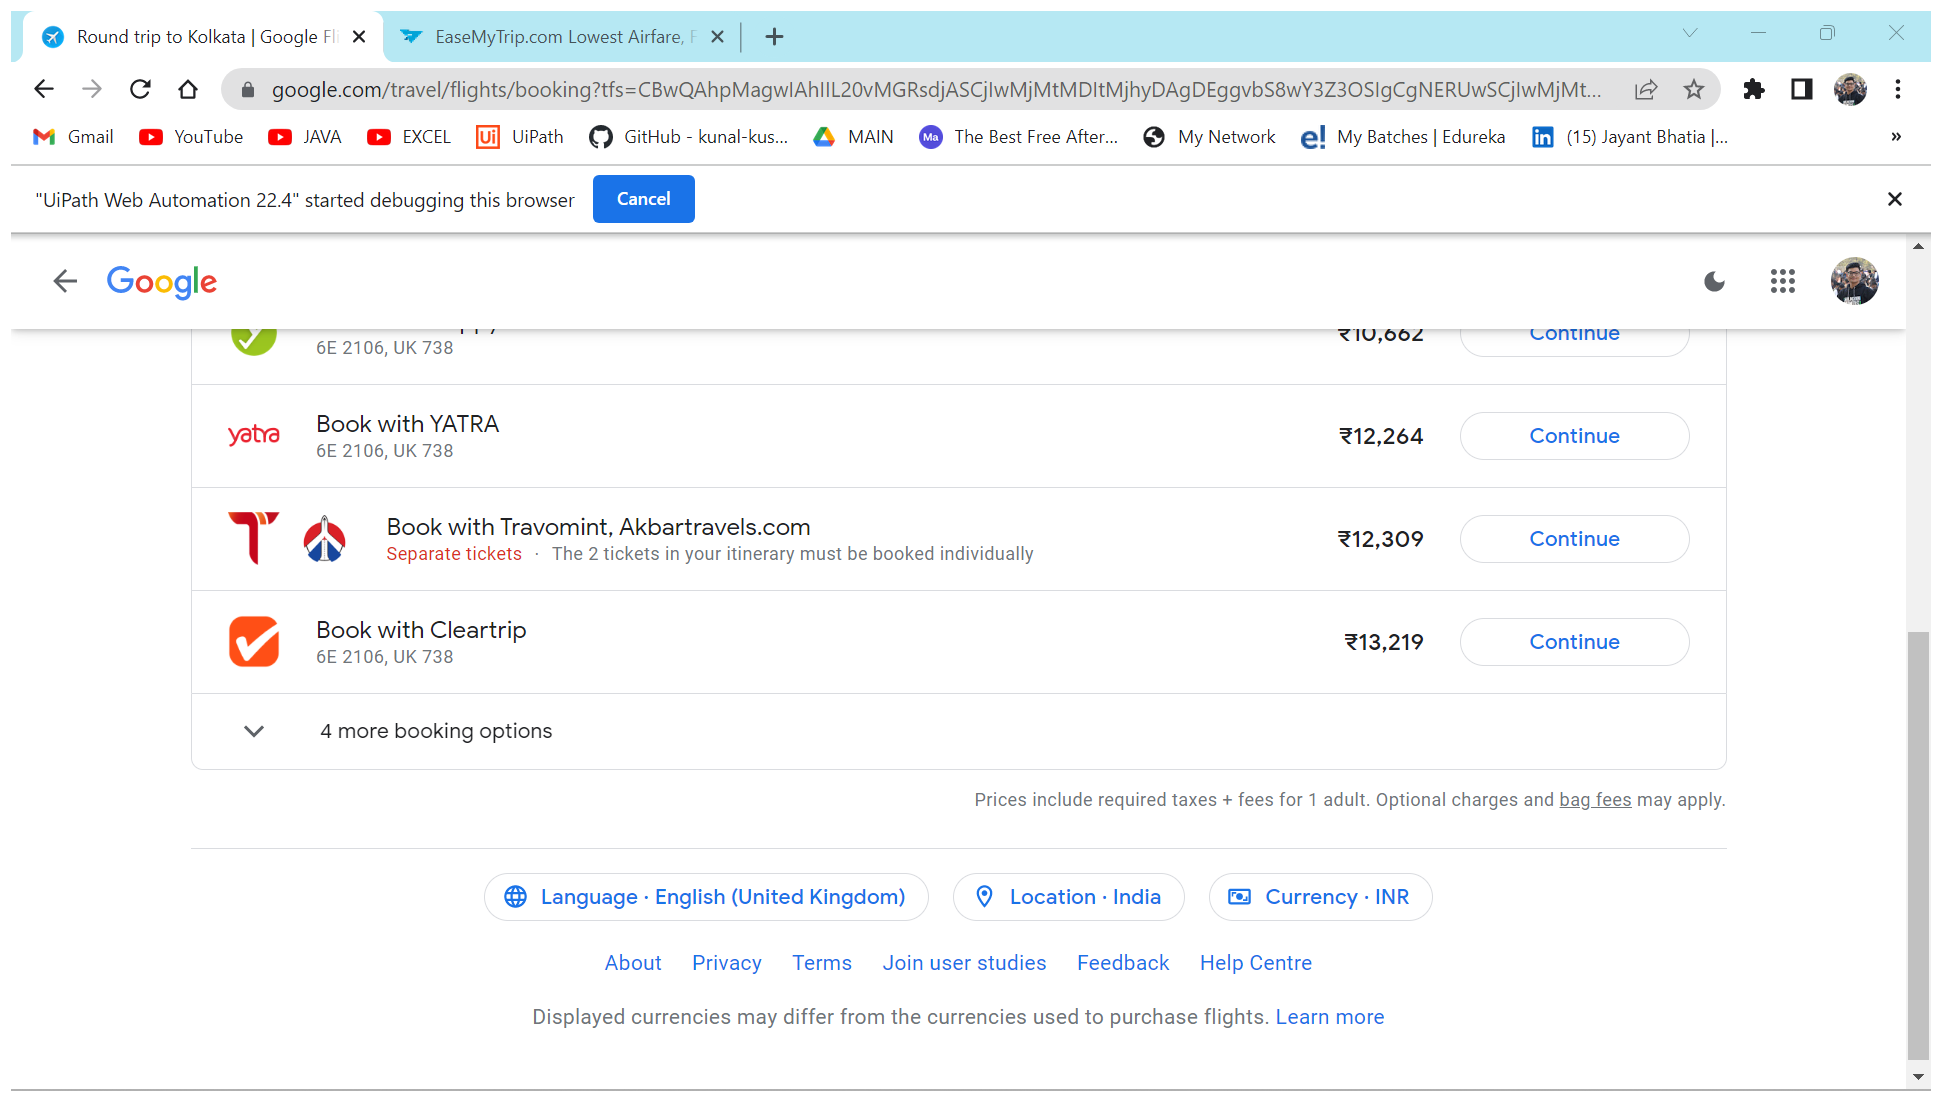 Round trip to Kolkata | Google Fli
EaseMyTrip.com Lowest Airfare, F
google.com/travel/flights/booking?tfs=CBwQAhpMagwIAhIIL20vMGRsdjASCjIwMjMtMDItMjhyDAgDEggvbS8wY3Z3OSIgCgNERUwSCjIwMjMt...
Gmail YouTube JAVA EXCEL Ui UiPath GitHub - kunal-kus... MAIN Ma The Best Free After... My Network e! My Batches | Edureka in (15) Jayant Bhatia |... »
"UiPath Web Automation 22.4" started debugging this browser Cancel
Google
6E 2106, UK 738 ₹10,662 Continue
yatra Book with YATRA ₹12,264 Continue
6E 2106, UK 738
Book with Travomint, Akbartravels.com ₹12,309 Continue
Separate tickets · The 2 tickets in your itinerary must be booked individually
Book with Cleartrip ₹13,219 Continue
6E 2106, UK 738
4 more booking options
Prices include required taxes + fees for 1 adult. Optional charges and bag fees may apply.
Language · English (United Kingdom) Location · India Currency · INR
About Privacy Terms Join user studies Feedback Help Centre
Displayed currencies may differ from the currencies used to purchase flights. Learn more